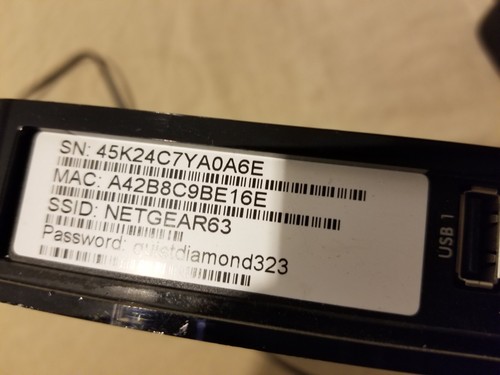 SN: 45K24C7YA0A6E
MAC: A42B8C9BE16E
SSID: NETGEAR63
Password: quietdiamond323
USB 1